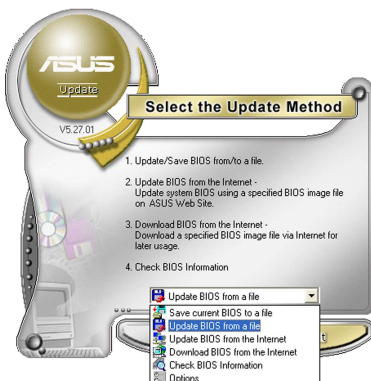 ASUS
Update
V5.27.01
Select the Update Method
1. Update/Save BIOS from/to a file.
2. Update BIOS from the Internet -
Update system BIOS using a specified BIOS image file
on ASUS Web Site.
3. Download BIOS from the Internet -
Download a specified BIOS image file via Internet for
later usage.
4. Check BIOS Information
Update BIOS from a file
Save current BIOS to a file
Update BIOS from a file
Update BIOS from the Internet
Download BIOS from the Internet
Check BIOS Information
Options